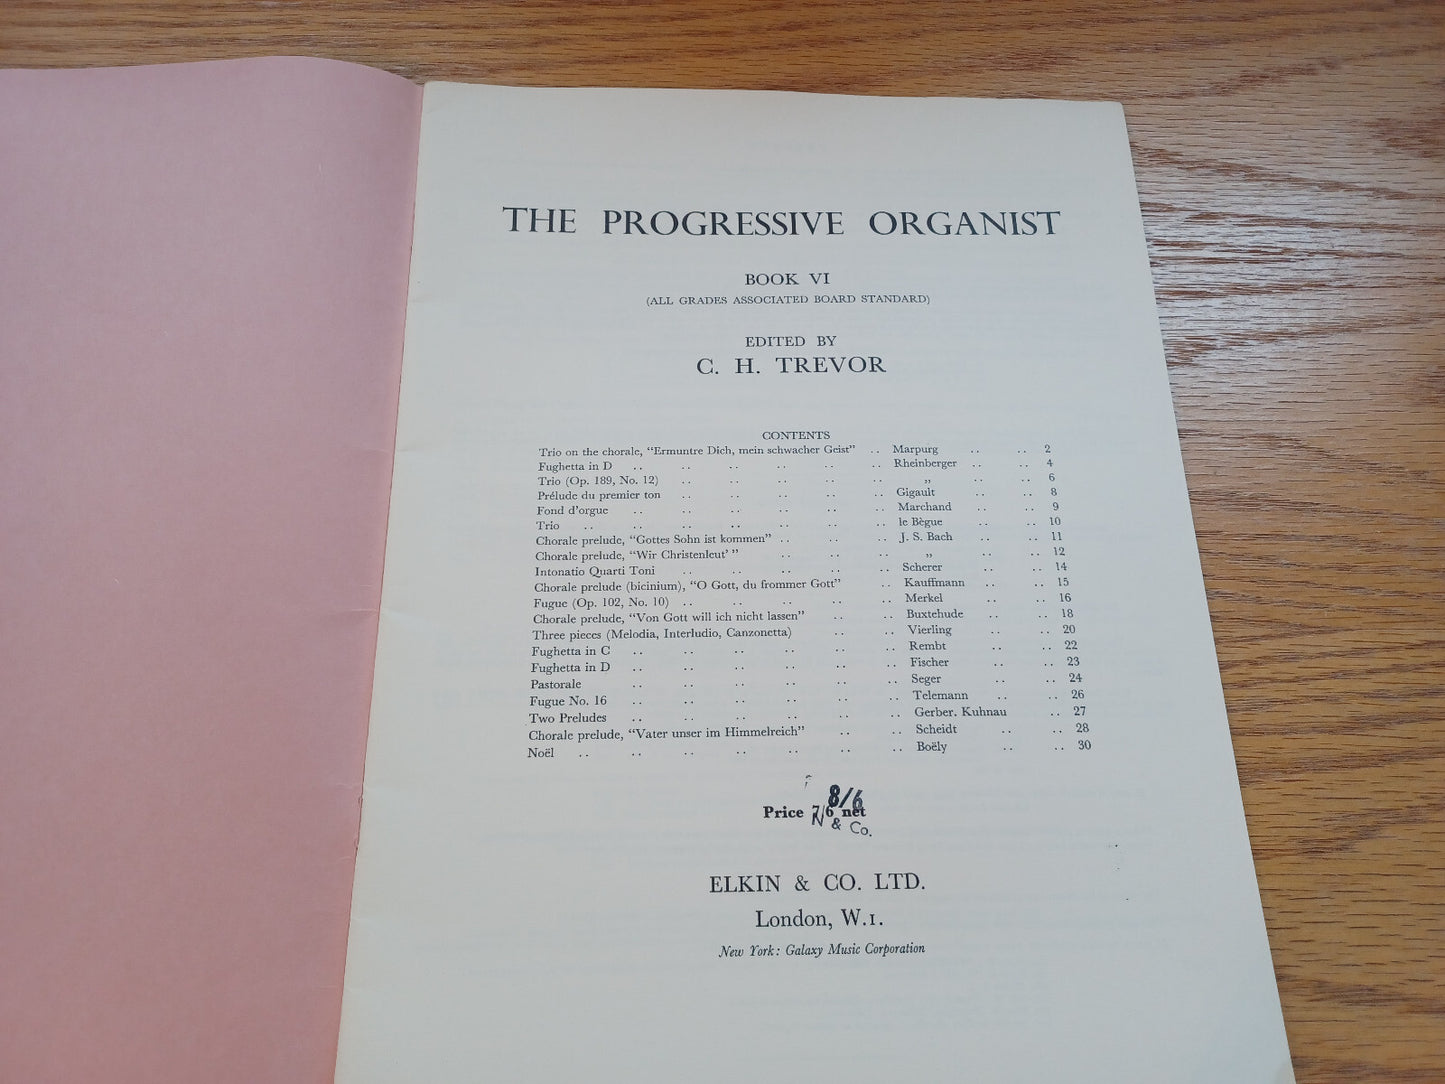 THE PROGRESSIVE ORGANIST
BOOK VI
(ALL GRADES ASSOCIATED BOARD STANDARD)
EDITED BY
C. H. TREVOR
CONTENTS
Trio on the chorale, “Ermuntre Dich, mein schwacher Geist” .. Marpurg .. .. 2
Fughetta in D .. .. .. .. .. .. Rheinberger .. .. 4
Trio (Op. 189, No. 12) .. .. .. .. .. „ .. .. 6
Prélude du premier ton .. .. .. .. .. Gigault .. .. 8
Fond d’orgue .. .. .. .. .. .. Marchand .. .. 9
Trio .. .. .. .. .. .. .. le Bègue .. .. 10
Chorale prelude, “Gottes Sohn ist kommen” .. .. .. J. S. Bach .. .. 11
Chorale prelude, “Wir Christenleut’ ” .. .. .. „ .. .. 12
Intonatio Quarti Toni .. .. .. .. .. Scherer .. .. 14
Chorale prelude (bicinium), “O Gott, du frommer Gott” .. Kauffmann .. .. 15
Fugue (Op. 102, No. 10) .. .. .. .. .. Merkel .. .. 16
Chorale prelude, “Von Gott will ich nicht lassen” .. .. Buxtehude .. .. 18
Three pieces (Melodia, Interludio, Canzonetta) .. .. Vierling .. .. 20
Fughetta in C .. .. .. .. .. .. Rembt .. .. 22
Fughetta in D .. .. .. .. .. .. Fischer .. .. 23
Pastorale .. .. .. .. .. .. Seger .. .. 24
Fugue No. 16 .. .. .. .. .. .. Telemann .. .. 26
Two Preludes .. .. .. .. .. .. Gerber. Kuhnau .. 27
Chorale prelude, “Vater unser im Himmelreich” .. .. Scheidt .. .. 28
Noël .. .. .. .. .. .. .. Boëly .. .. 30
8/6
Price 7/6 net
N & Co.
ELKIN & CO. LTD.
London, W.1.
New York: Galaxy Music Corporation